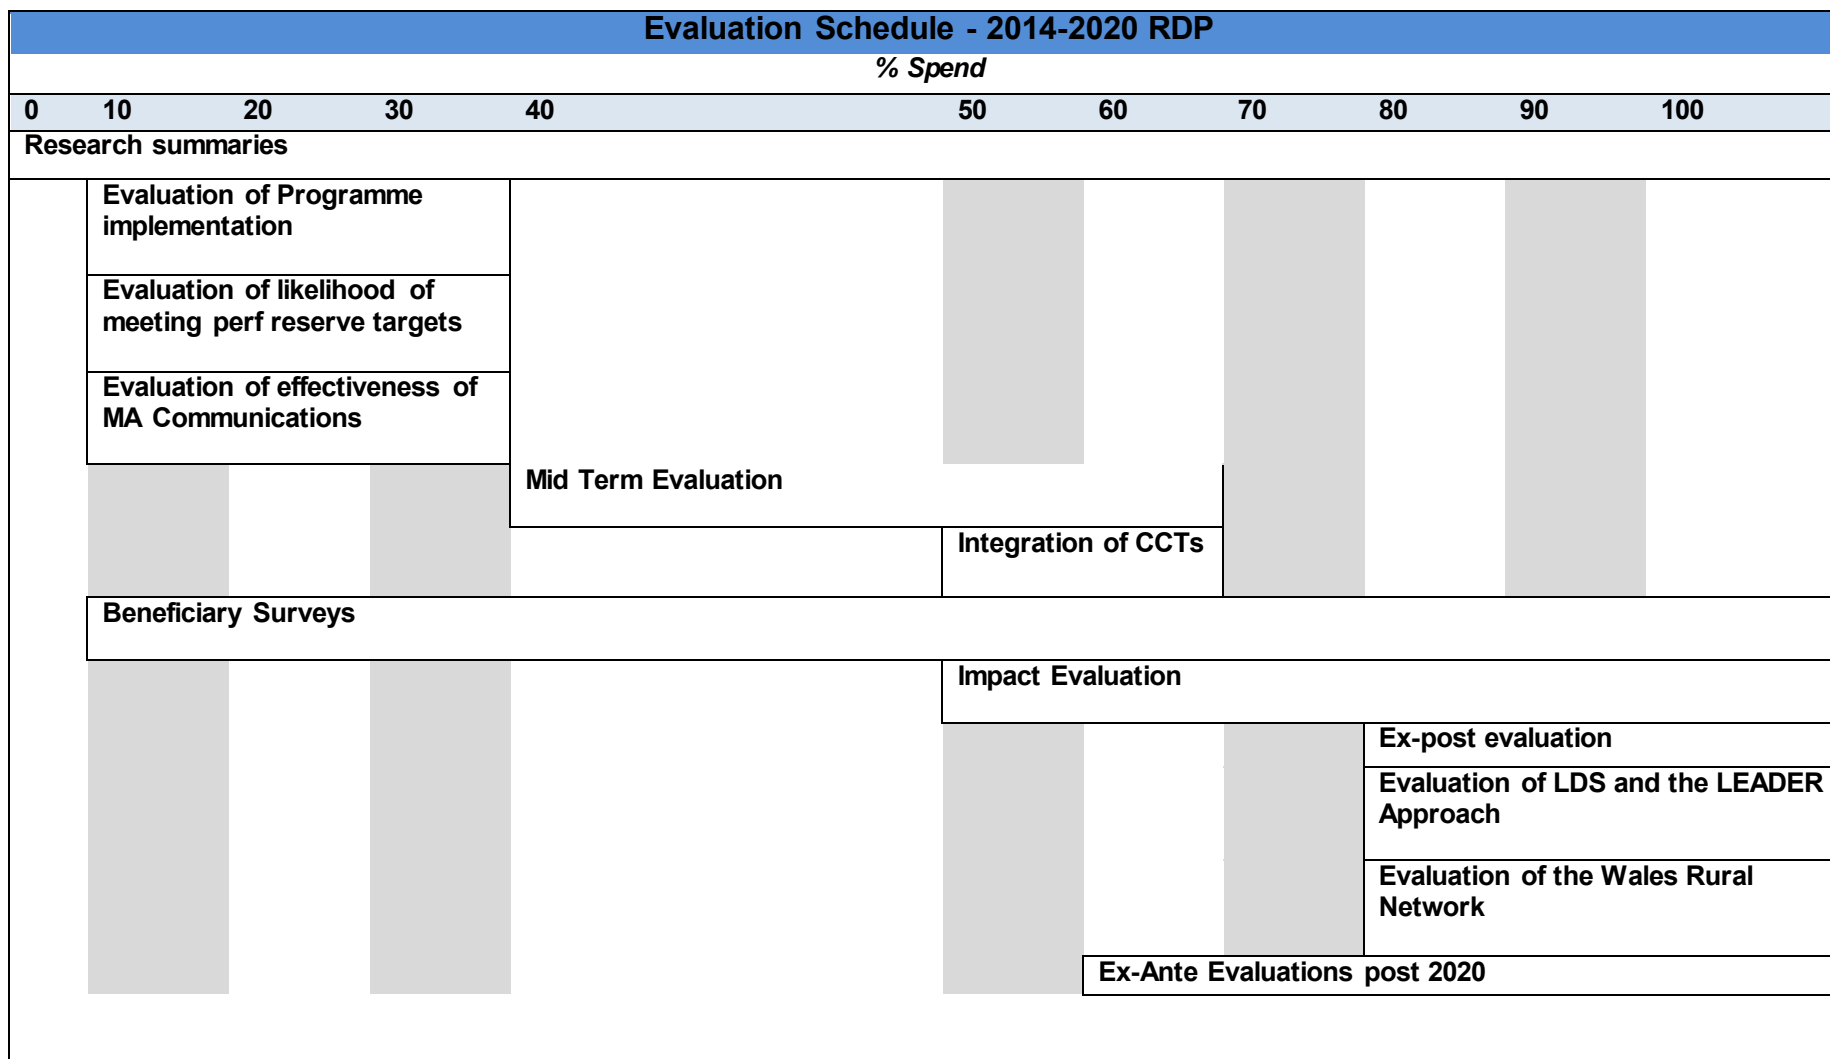 Evaluation Schedule - 2014-2020 RDP
% Spend
0 10 20 30 40 50 60 70 80 90 100
Research summaries
Evaluation of Programme
implementation
Evaluation of likelihood of
meeting perf reserve targets
Evaluation of effectiveness of
MA Communications
Mid Term Evaluation
Integration of CCTs
Beneficiary Surveys
Impact Evaluation
Ex-post evaluation
Evaluation of LDS and the LEADER
Approach
Evaluation of the Wales Rural
Network
Ex-Ante Evaluations post 2020